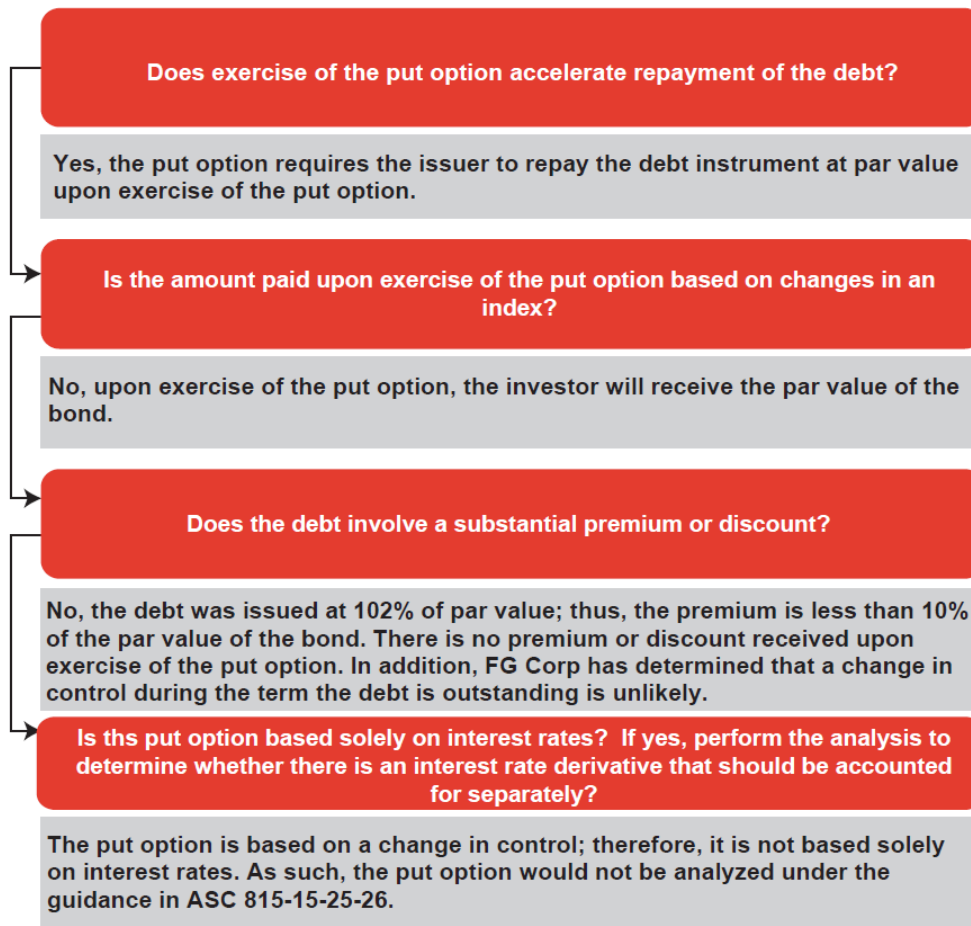 Does exercise of the put option accelerate repayment of the debt?
Yes, the put option requires the issuer to repay the debt instrument at par value
upon exercise of the put option.
Is the amount paid upon exercise of the put option based on changes in an
index?
No, upon exercise of the put option, the investor will receive the par value of the
bond.
Does the debt involve a substantial premium or discount?
No, the debt was issued at 102% of par value; thus, the premium is less than 10%
of the par value of the bond. There is no premium or discount received upon
exercise of the put option. In addition, FG Corp has determined that a change in
control during the term the debt is outstanding is unlikely.
Is ths put option based solely on interest rates?  If yes, perform the analysis to
determine whether there is an interest rate derivative that should be accounted
for separately?
The put option is based on a change in control; therefore, it is not based solely
on interest rates. As such, the put option would not be analyzed under the
guidance in ASC 815-15-25-26.